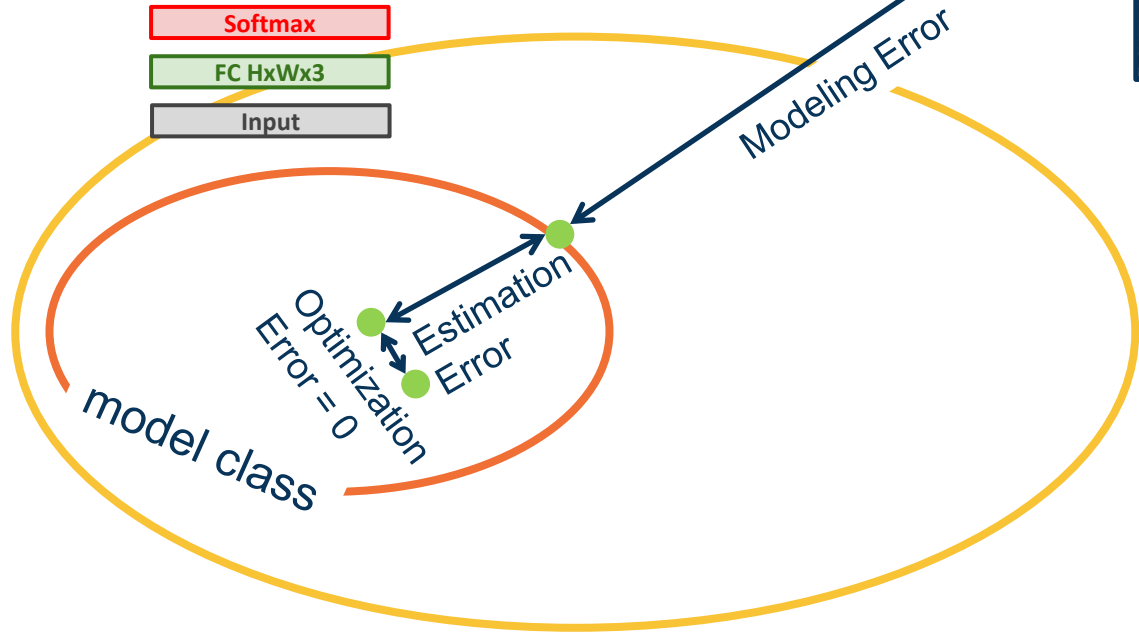 Softmax
FC HxWx3
Input
Modeling Error
Estimation
Error
Optimization
Error = 0
model class